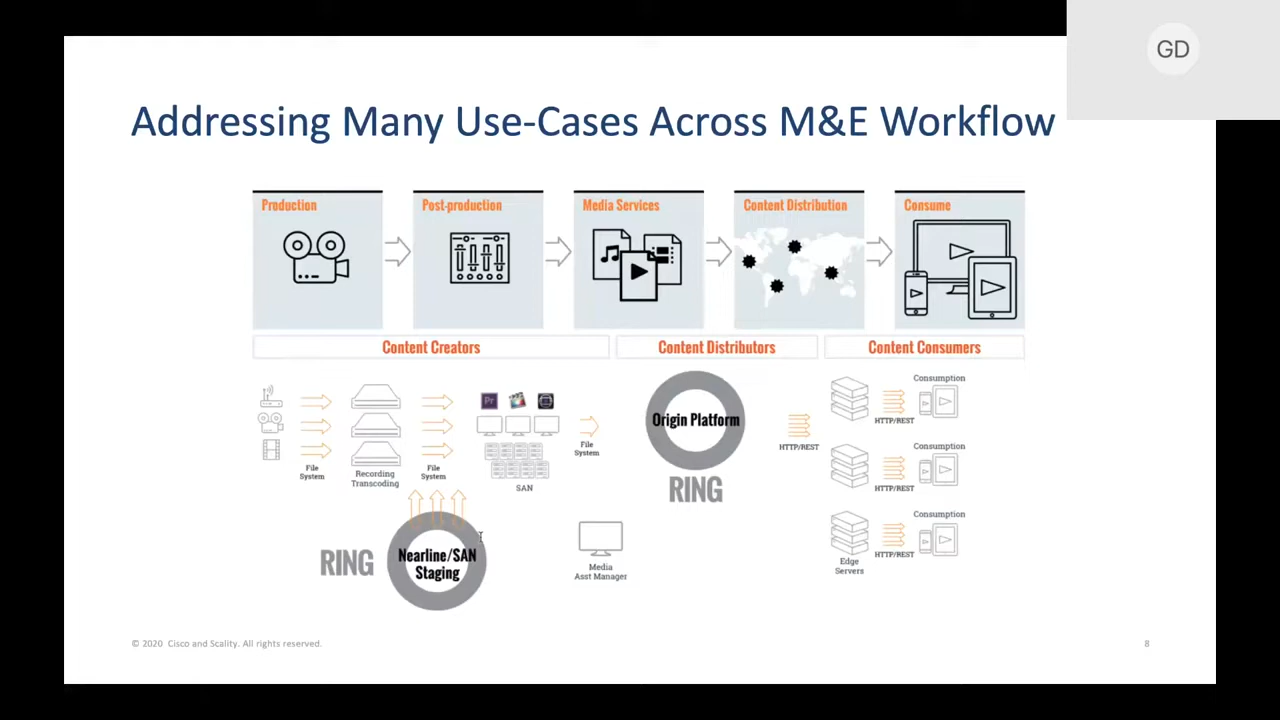 GD
Addressing Many Use-Cases Across M&E Workflow
Production
Post-production
Media Services
Content Distribution
Consume
Content Creators
Content Distributors
Content Consumers
File
System
Recording
Transcoding
File
System
Pr
SAN
File
System
Origin Platform
RING
HTTP/REST
Consumption
HTTP/REST
Consumption
HTTP/REST
Consumption
HTTP/REST
Edge
Servers
RING
Nearline/SAN
Staging
Media
Asst Manager
© 2020 Cisco and Scality. All rights reserved.
8